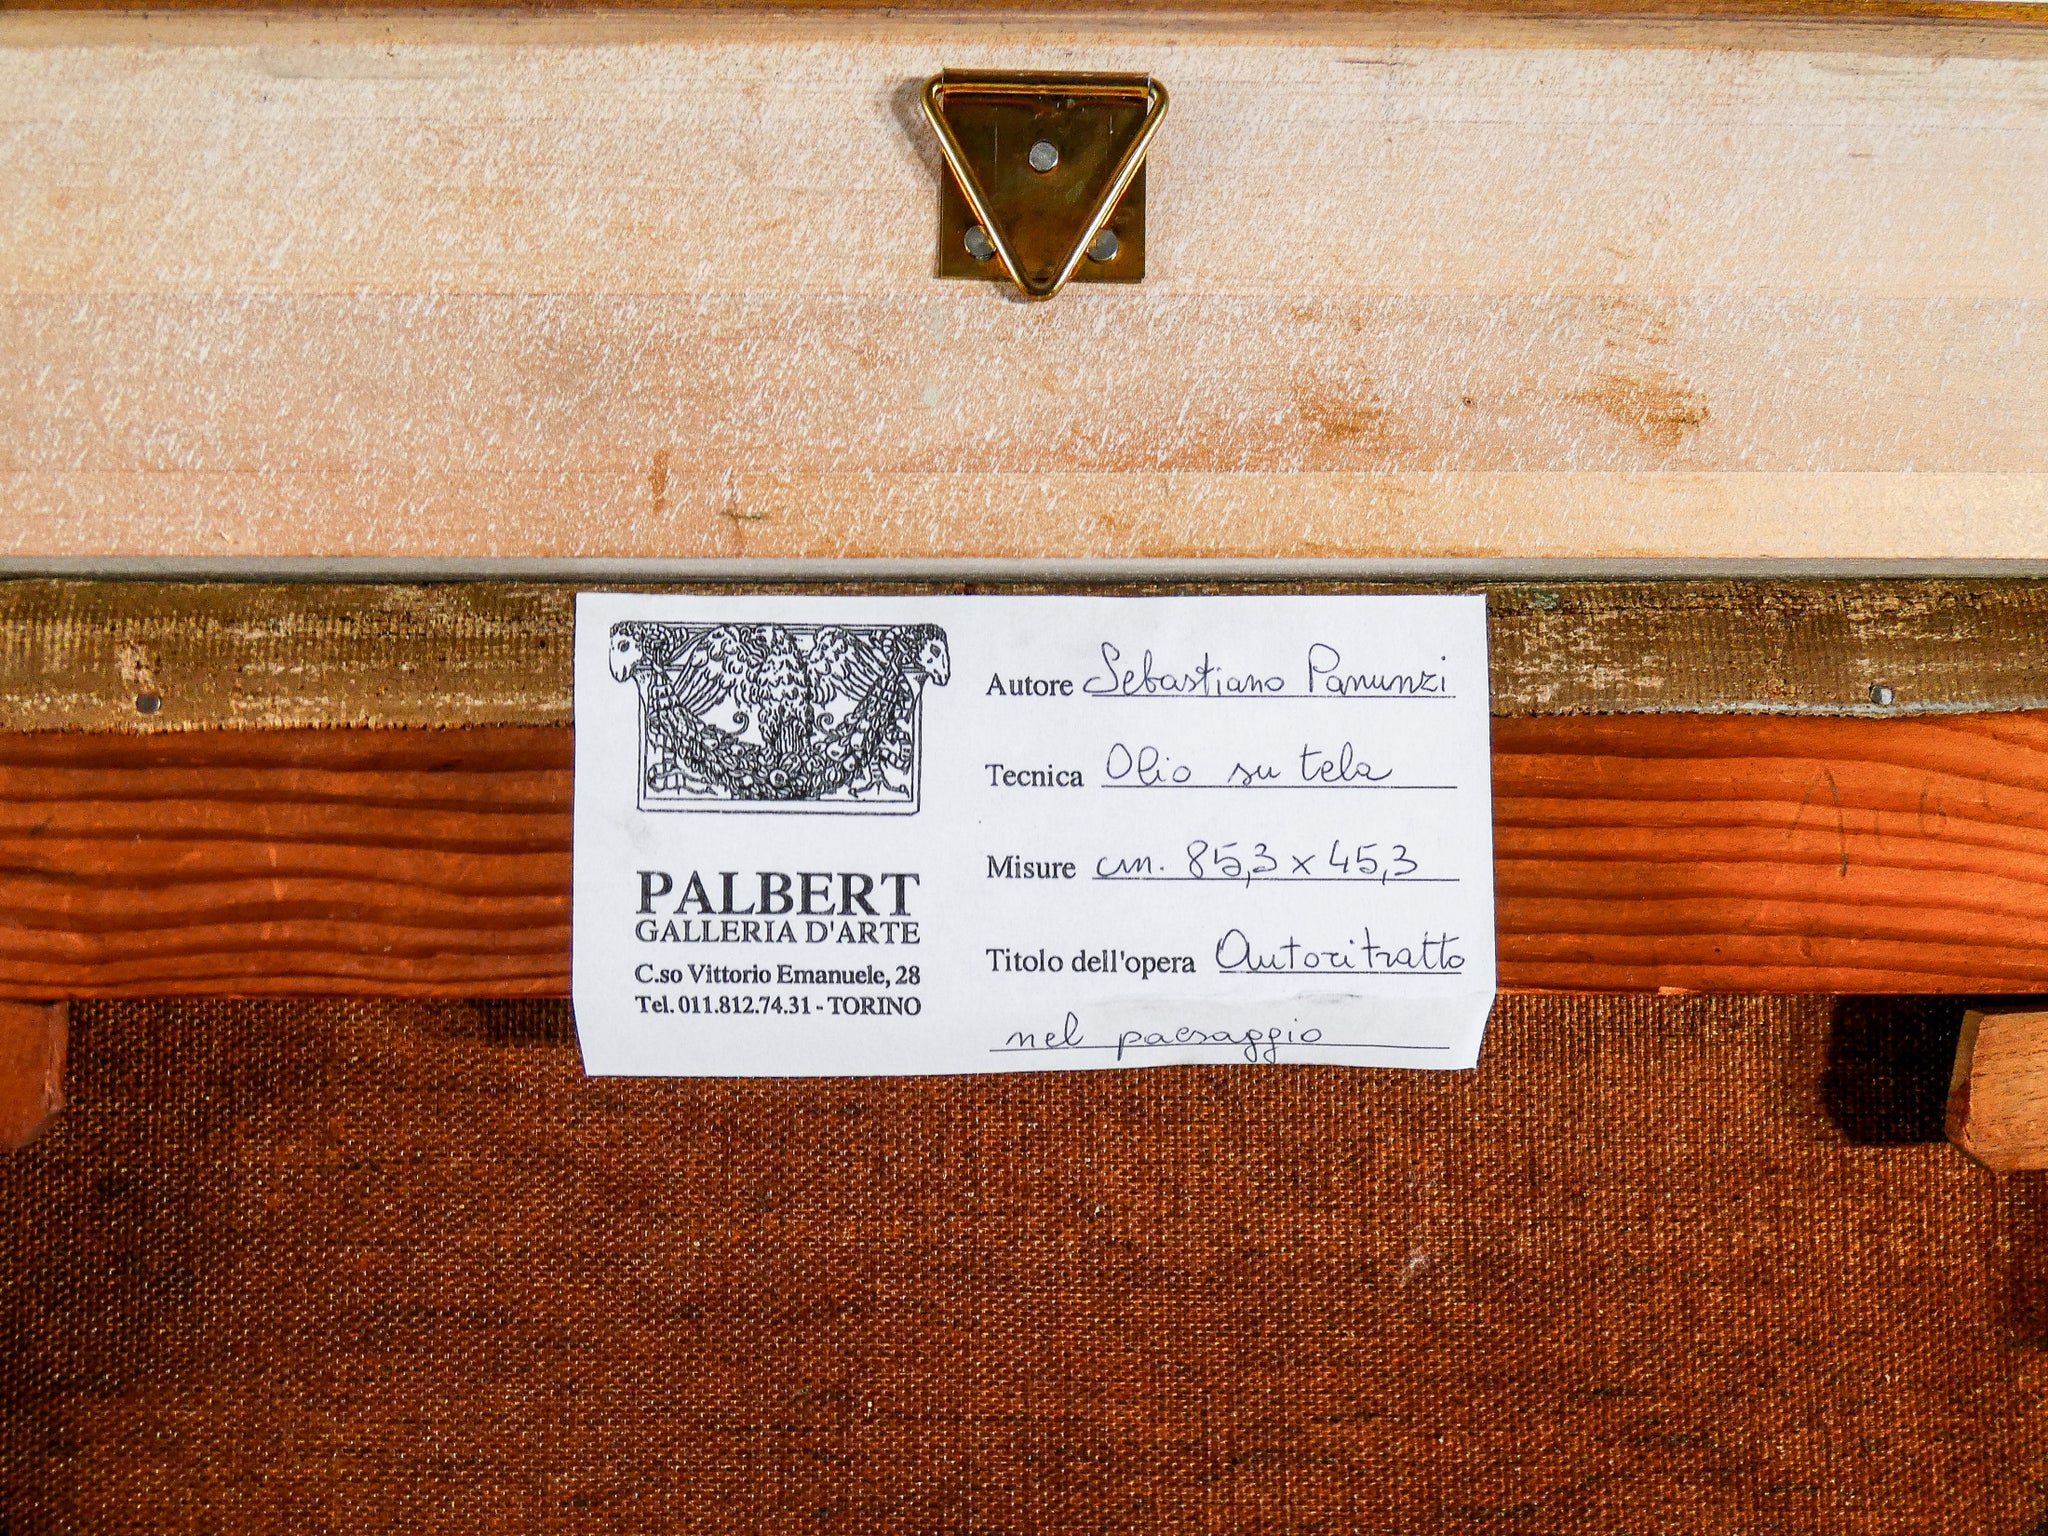 PALBERT
GALLERIA D'ARTE
C.so Vittorio Emanuele, 28
Tel. 011.812.74.31 - TORINO
Autore Sebastiano Panunzi
Tecnica Olio su tela
Misure cm. 85,3 x 45,3
Titolo dell'opera Autoritratto
nel paesaggio